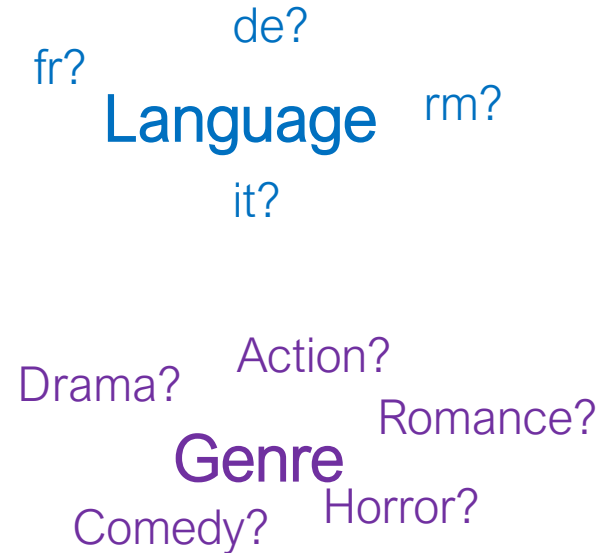 de?
fr?
rm?
Language
it?
Action?
Drama?
Romance?
Genre
Horror?
Comedy?